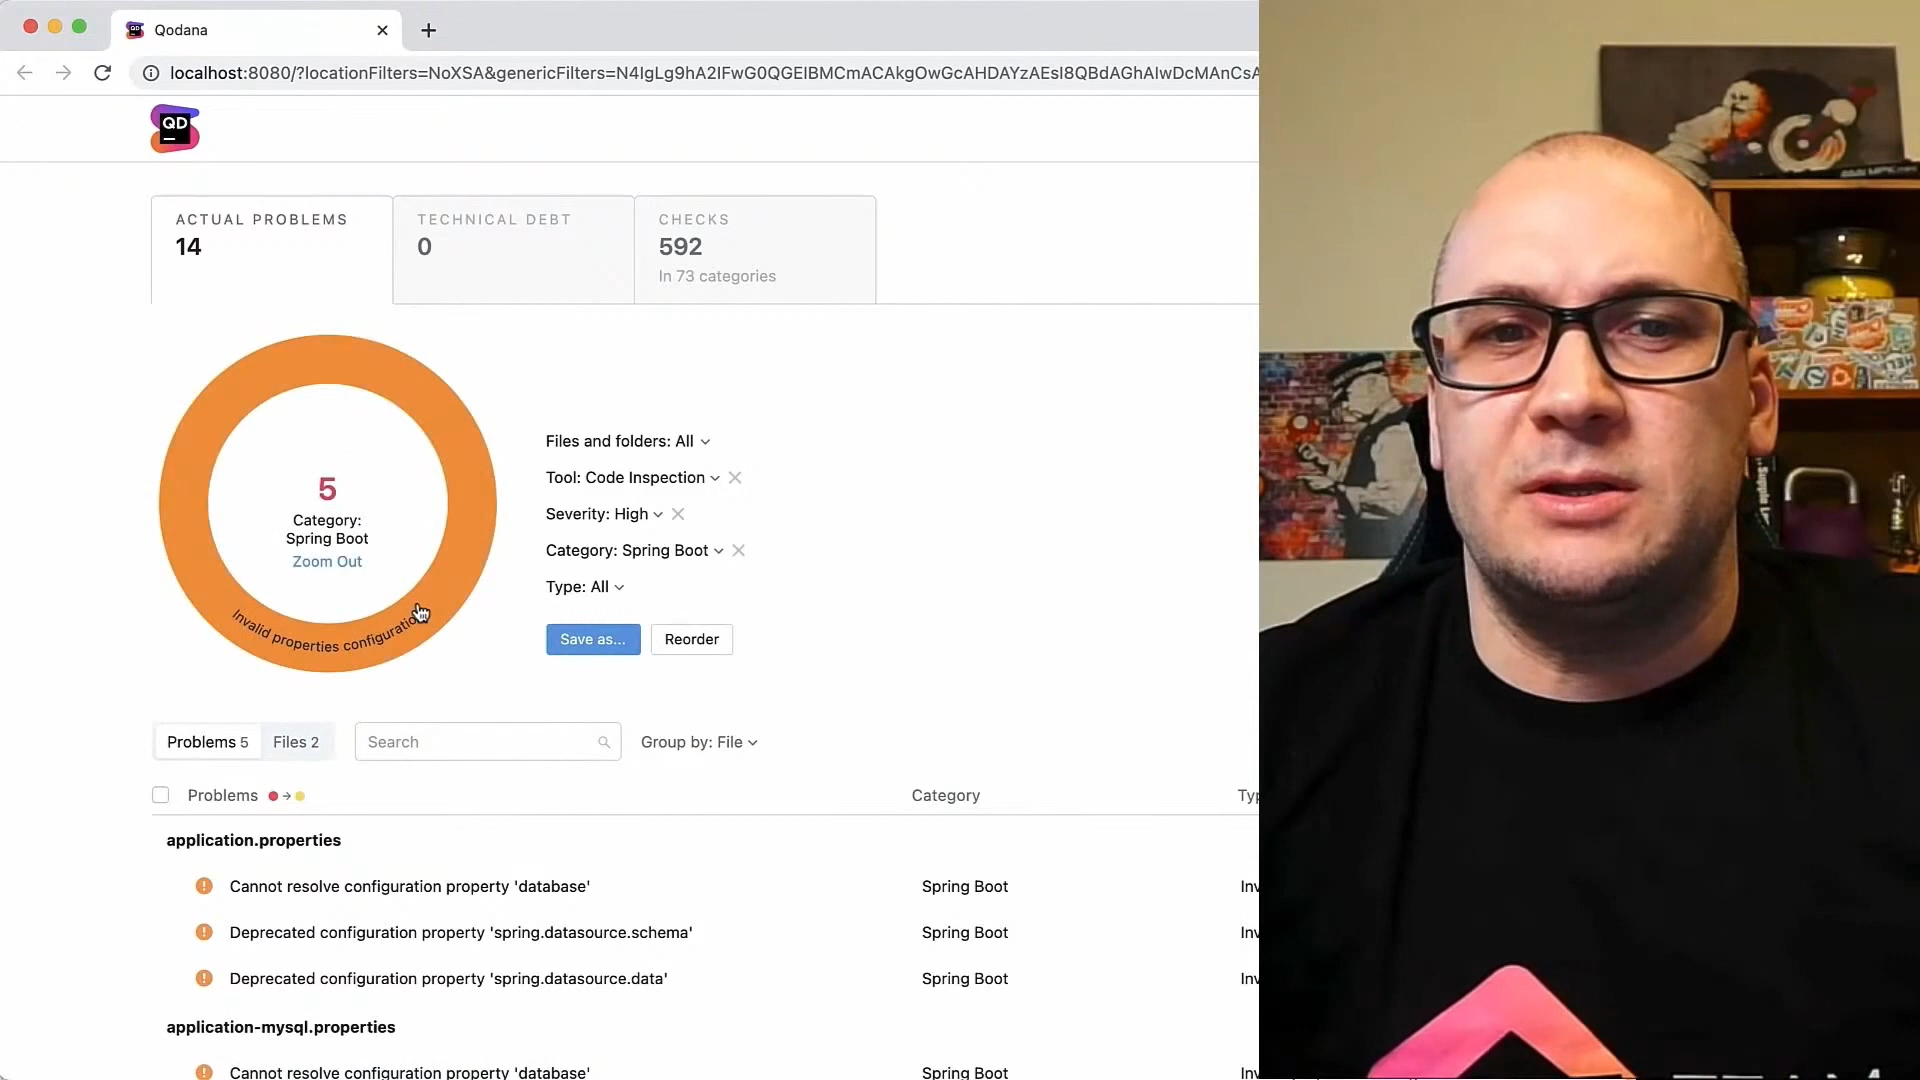 Qodana
localhost:8080/?locationFilters=NoXSA&genericFilters=N4IgLg9hA2IFwG0QGEIBMCmACAkgOwGcAHDAYzAEsI8QBdAGhAIwDcMAnCsA
QD
ACTUAL PROBLEMS
14
TECHNICAL DEBT
0
CHECKS
592
In 73 categories
5
Category:
Spring Boot
Zoom Out
Invalid properties configuration
Files and folders: All
Tool: Code Inspection
Severity: High
Category: Spring Boot
Type: All
Save as...
Reorder
Problems 5
Files 2
Search
Group by: File
Problems
Category
Typ
application.properties
Cannot resolve configuration property 'database'
Spring Boot
Inv
Deprecated configuration property 'spring.datasource.schema'
Spring Boot
Inv
Deprecated configuration property 'spring.datasource.data'
Spring Boot
Inv
application-mysql.properties
Cannot resolve configuration property 'database'
Spring Boot